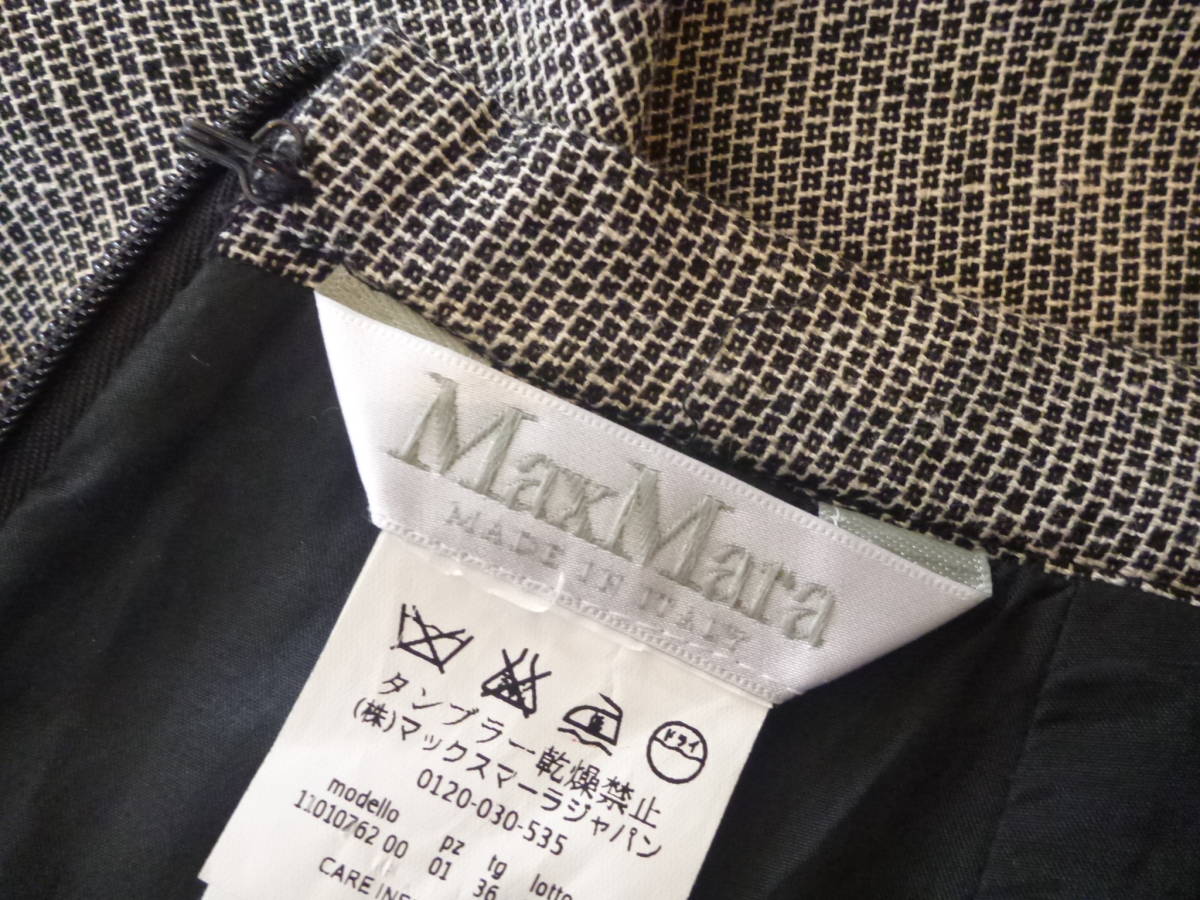 MaxMara
MADE IN ITALY
ドライ
タンブラー乾燥禁止
(株)マックスマーラジャパン
0120-030-535
modello pz tg lotto
11010762 00 01 36
CARE